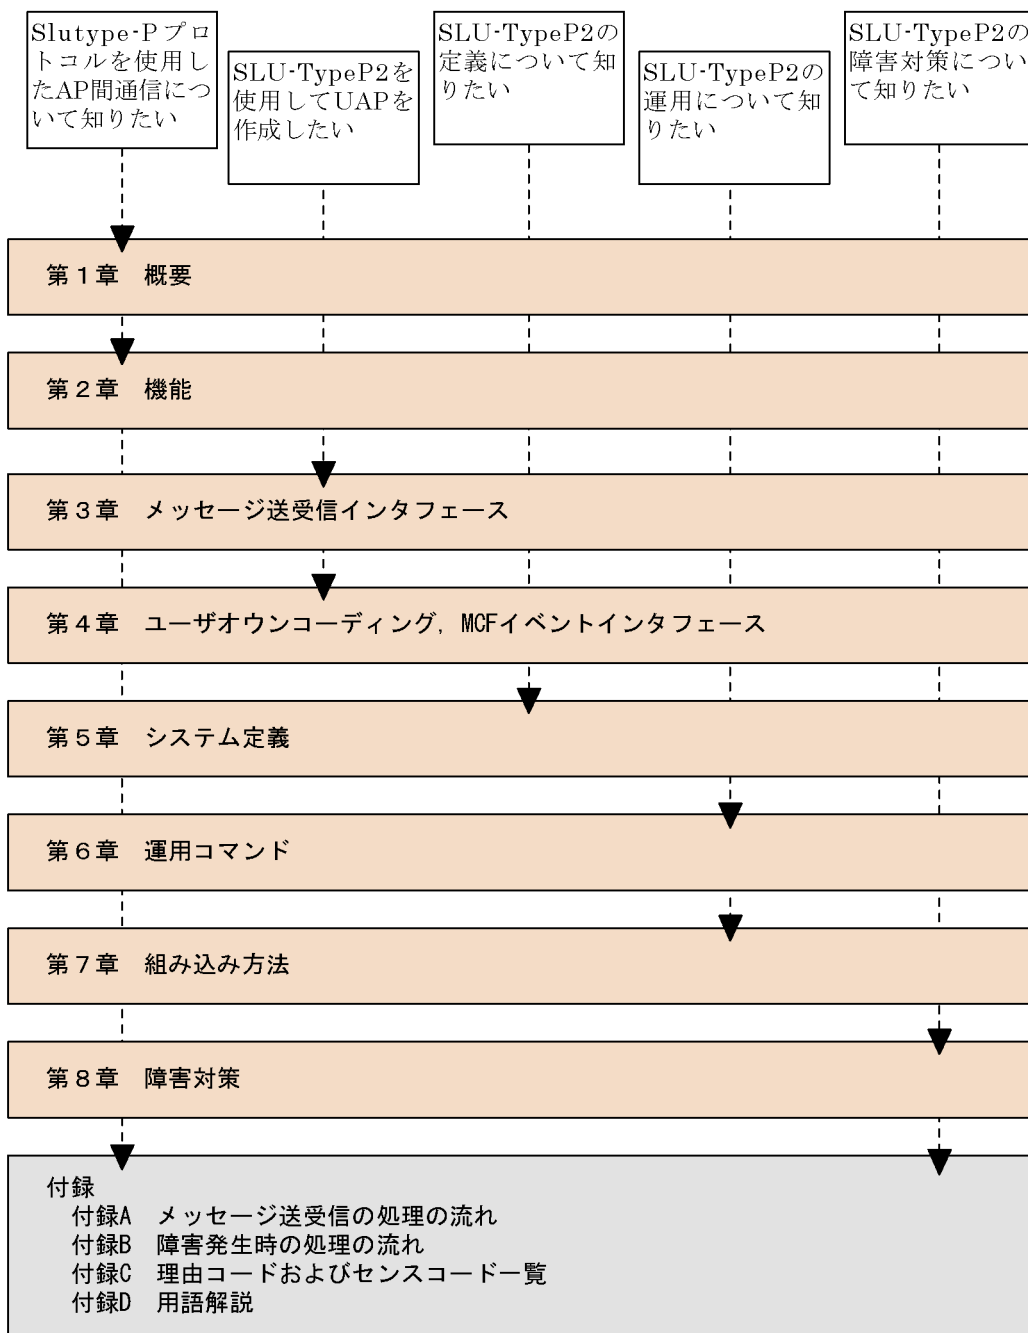 Slutype-Pプロ
トコルを使用し
たAP間通信につ
いて知りたい
SLU-TypeP2を
使用してUAPを
作成したい
SLU-TypeP2の
定義について知
りたい
SLU-TypeP2の
運用について知
りたい
SLU-TypeP2の
障害対策につい
て知りたい
第1章 概要
第2章 機能
第3章 メッセージ送受信インタフェース
第4章 ユーザオウンコーディング，MCFイベントインタフェース
第5章 システム定義
第6章 運用コマンド
第7章 組み込み方法
第8章 障害対策
付録
付録A メッセージ送受信の処理の流れ
付録B 障害発生時の処理の流れ
付録C 理由コードおよびセンスコード一覧
付録D 用語解説